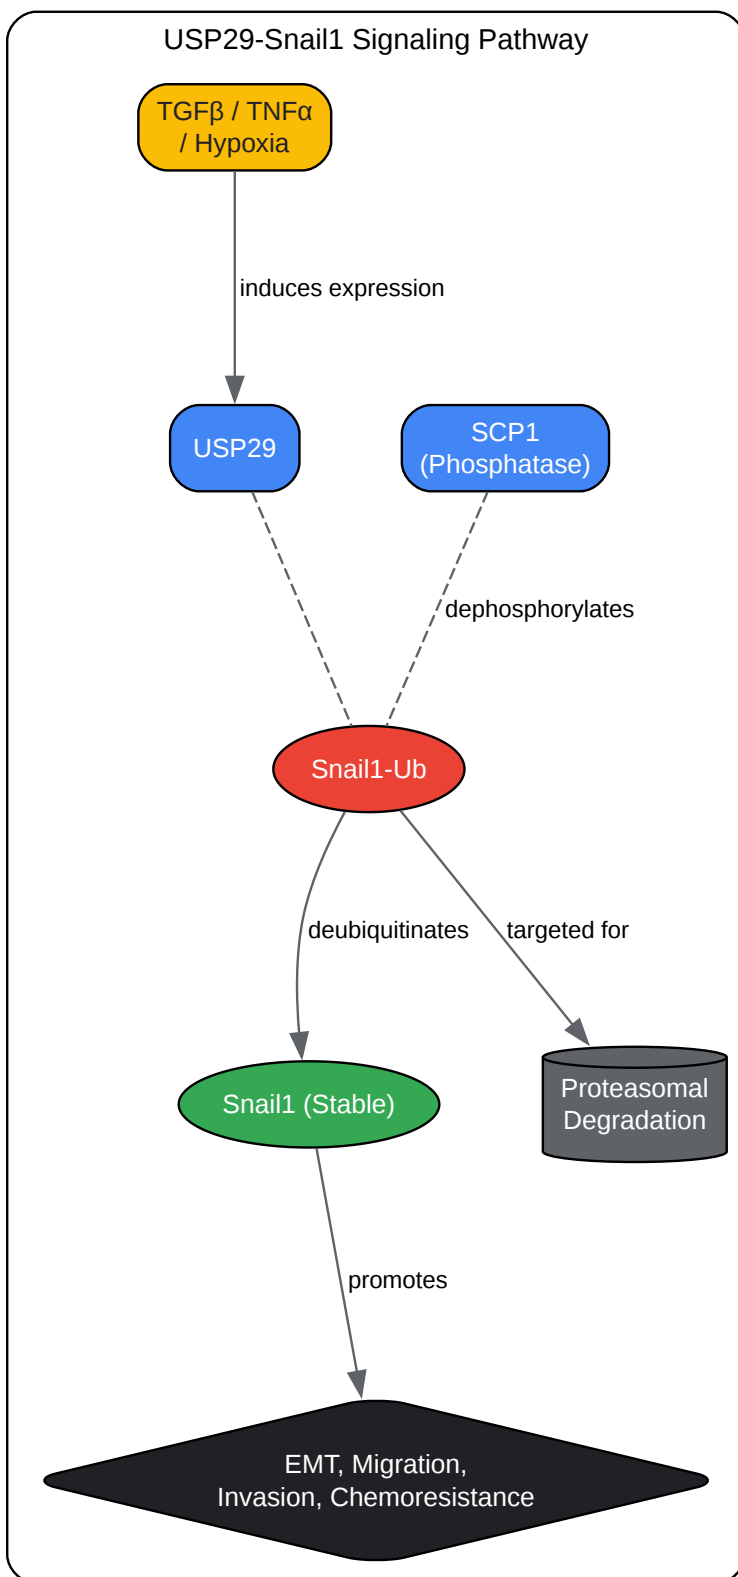 USP29-Snail1 Signaling Pathway
TGFβ / TNFα
/ Hypoxia
induces expression
USP29
SCP1
(Phosphatase)
dephosphorylates
Snail1-Ub
deubiquitinates
targeted for
Snail1 (Stable)
Proteasomal
Degradation
promotes
EMT, Migration,
Invasion, Chemoresistance